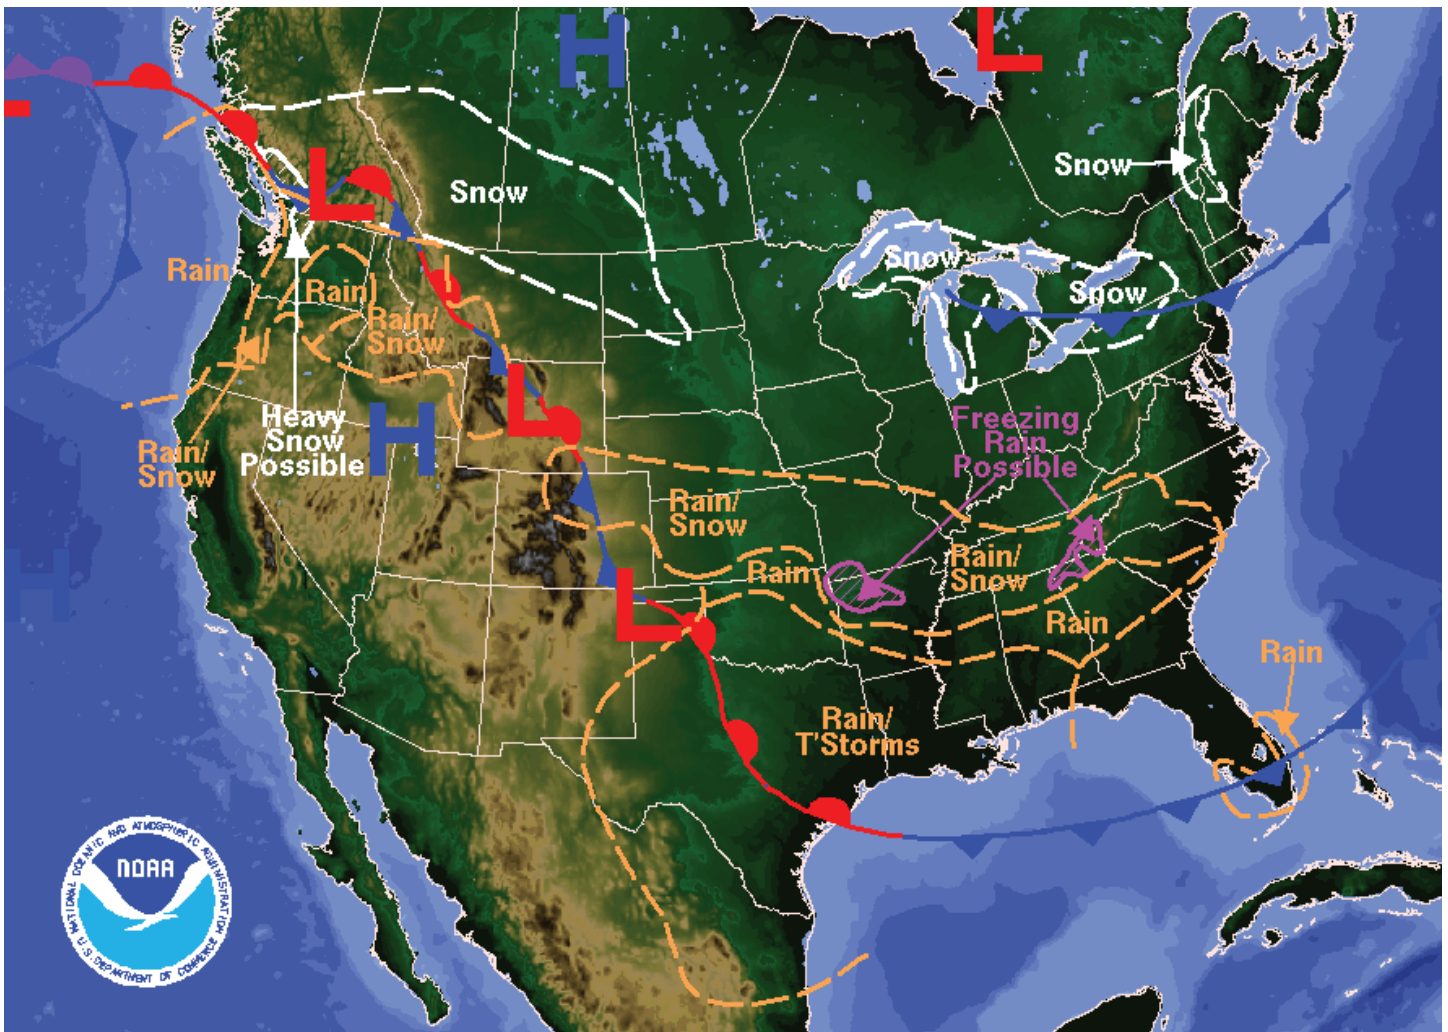 H
L
L
Snow
Snow
L
Snow
Rain
Rain
Snow
Rain/
Snow
Heavy
Snow
Possible
H
L
Freezing
Rain
Possible
Rain/
Snow
Rain/
Snow
Rain/
Snow
Rain
H
L
Rain
Rain
Rain/
T'Storms
NATIONAL OCEANIC AND ATMOSPHERIC ADMINISTRATION
NOAA
U.S. DEPARTMENT OF COMMERCE